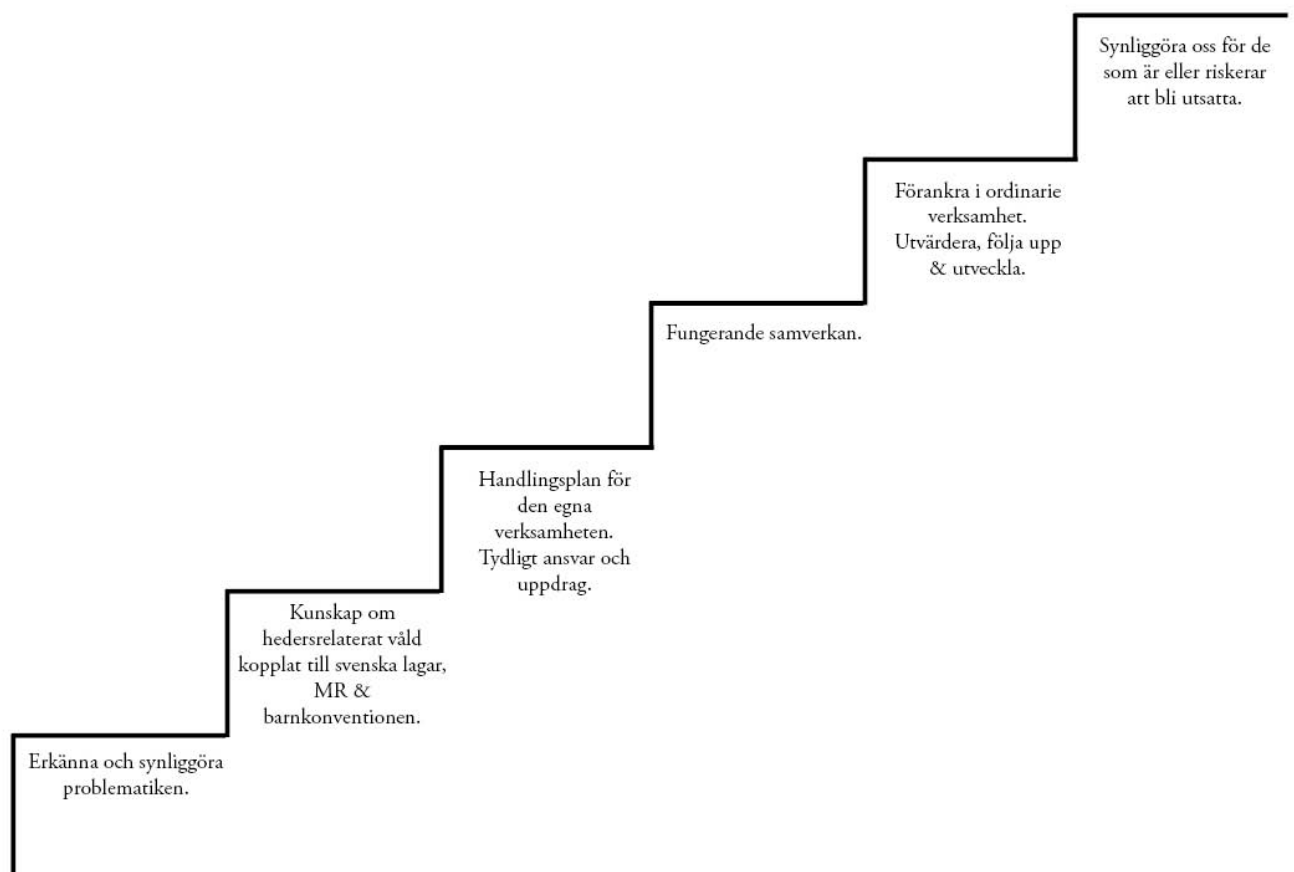 Synliggöra oss för de
som är eller riskerar
att bli utsatta.
Förankra i ordinarie
verksamhet.
Utvärdera, följa upp
& utveckla.
Fungerande samverkan.
Handlingsplan för
den egna
verksamheten.
Tydligt ansvar och
uppdrag.
Kunskap om
hedersrelaterat våld
kopplat till svenska lagar,
MR &
barnkonventionen.
Erkänna och synliggöra
problematiken.